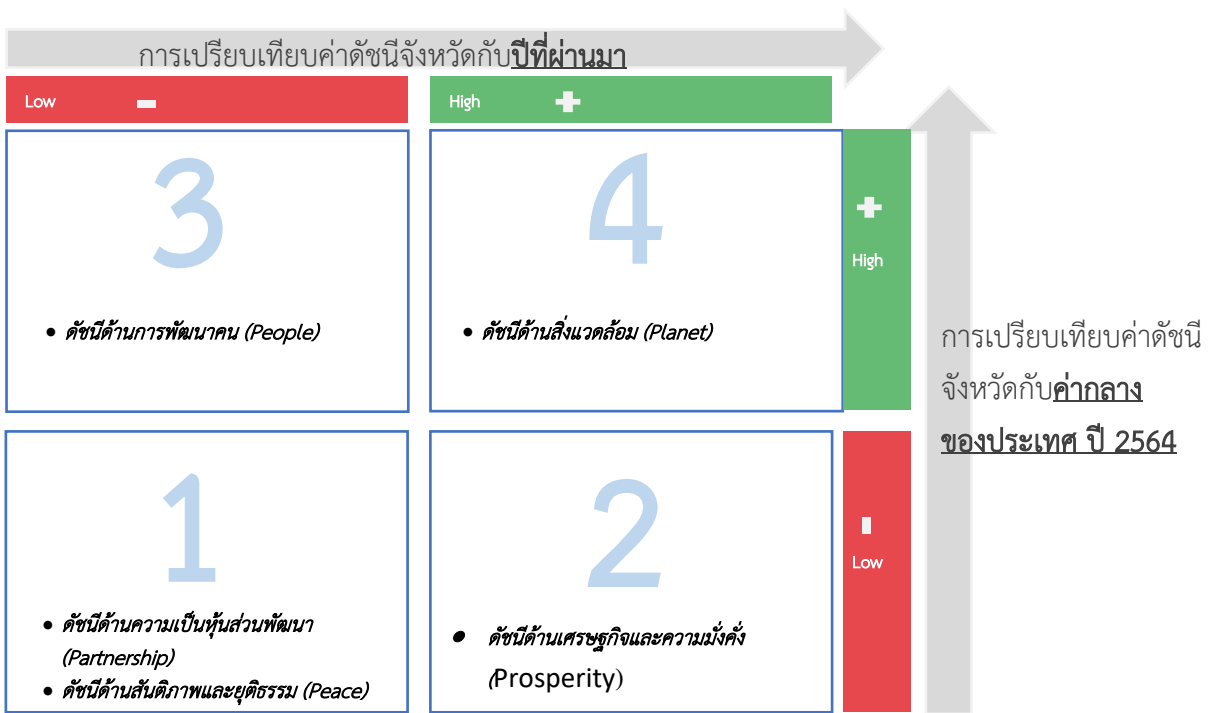 การเปรียบเทียบค่าดัชนีจังหวัดกับปีที่ผ่านมา
Low -
High +
3
• ดัชนีด้านการพัฒนาคน (People)
4
• ดัชนีด้านสิ่งแวดล้อม (Planet)
+
High
การเปรียบเทียบค่าดัชนี
จังหวัดกับค่ากลาง
ของประเทศ ปี 2564
1
• ดัชนีด้านความเป็นหุ้นส่วนพัฒนา
(Partnership)
• ดัชนีด้านสันติภาพและยุติธรรม (Peace)
2
• ดัชนีด้านเศรษฐกิจและความมั่งคั่ง
(Prosperity)
-
Low